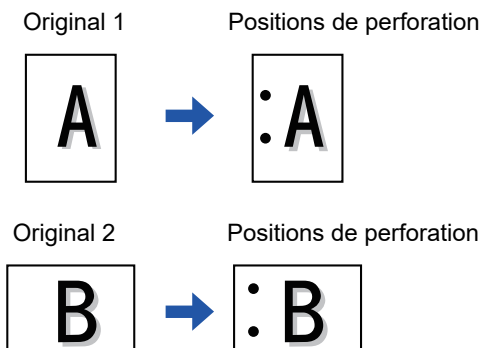 Original 1 Positions de perforation
A A
Original 2 Positions de perforation
B B